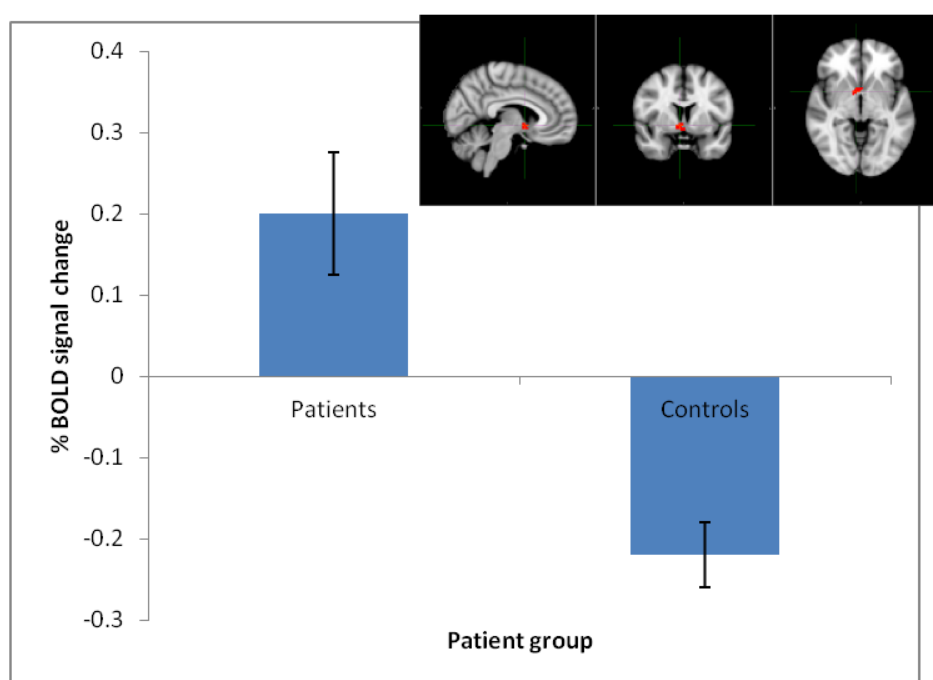 0.4
0.3
0.2
0.1
0
-0.1
-0.2
-0.3
% BOLD signal change
Patients
Controls
Patient group